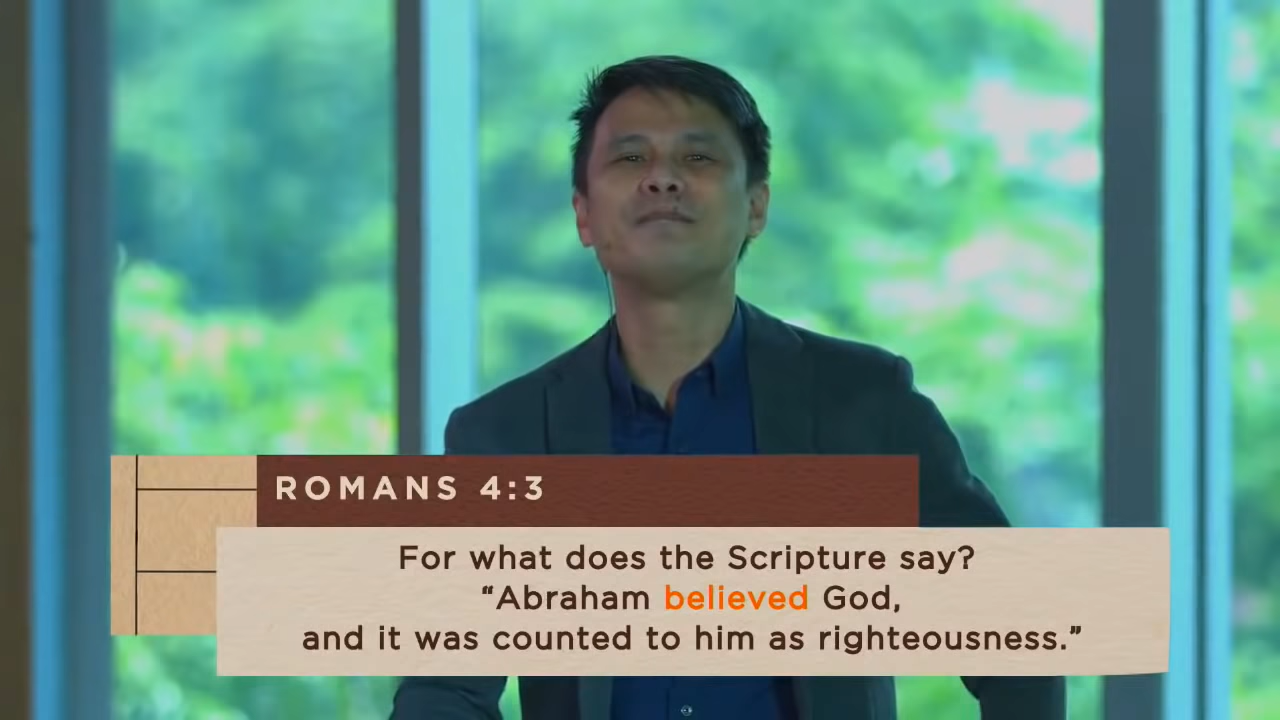 ROMANS 4:3
For what does the Scripture say?
“Abraham believed God,
and it was counted to him as righteousness.”